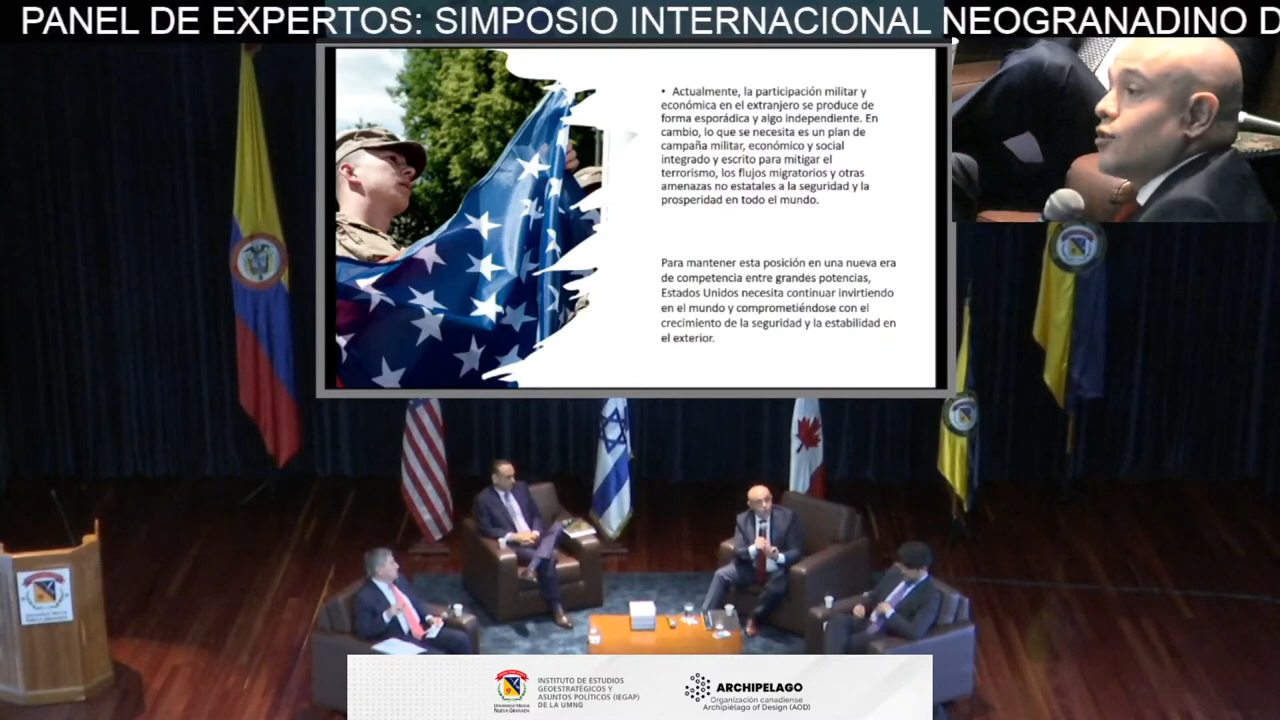 PANEL DE EXPERTOS: SIMPOSIO INTERNACIONAL NEOGRANADINO D
• Actualmente, la participación militar y
económica en el extranjero se produce de
forma esporádica y algo independiente. En
cambio, lo que se necesita es un plan de
campaña militar, económico y social
integrado y escrito para mitigar el
terrorismo, los flujos migratorios y otras
amenazas no estatales a la seguridad y la
prosperidad en todo el mundo.
Para mantener esta posición en una nueva era
de competencia entre grandes potencias,
Estados Unidos necesita continuar invirtiendo
en el mundo y comprometiéndose con el
crecimiento de la seguridad y la estabilidad en
el exterior.
UNIVERSIDAD MILITAR
NUEVA GRANADA
INSTITUTO DE ESTUDIOS
GEOESTRATÉGICOS Y
ASUNTOS POLÍTICOS (IEGAP)
DE LA UMNG
ARCHIPELAGO
Organización canadiense
Archipiélago of Design (AOD)